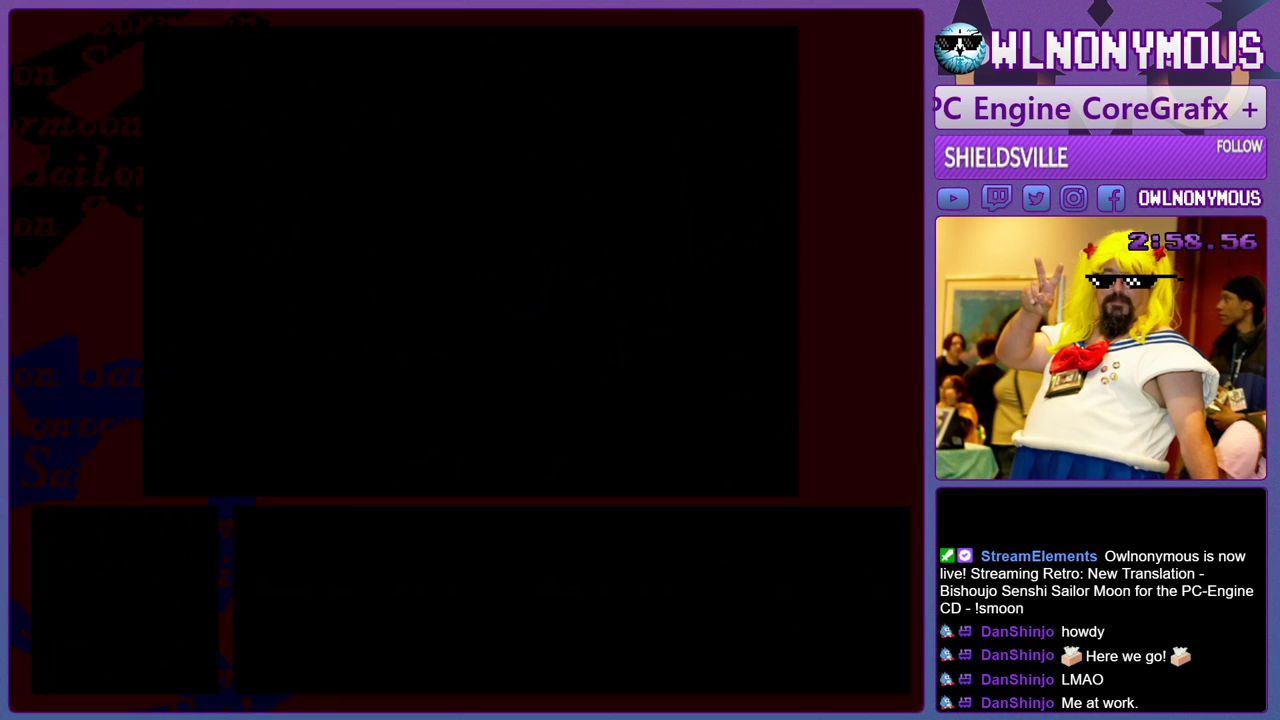 OWLNONYMOUS
PC Engine CoreGrafx +
SHIELDSVILLE
FOLLOW
OWLNONYMOUS
2:58.56
StreamElements Owlnonymous is now
live! Streaming Retro: New Translation -
Bishoujo Senshi Sailor Moon for the PC-Engine
CD - !smoon
DanShinjo howdy
DanShinjo Here we go!
DanShinjo LMAO
DanShinjo Me at work.